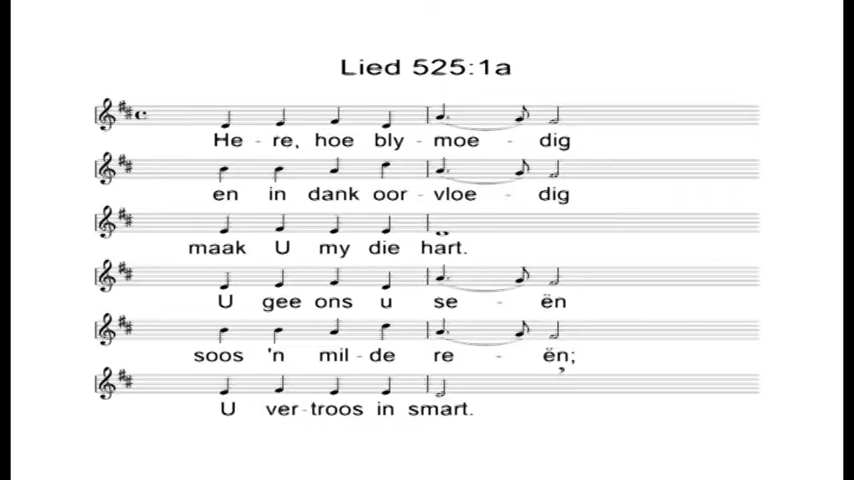 Lied 525:1a
He - re, hoe bly - moe - dig
en in dank oor - vloe - dig
maak U my die hart.
U gee ons u se - ën
soos 'n mil - de re - ën;
U ver - troos in smart.